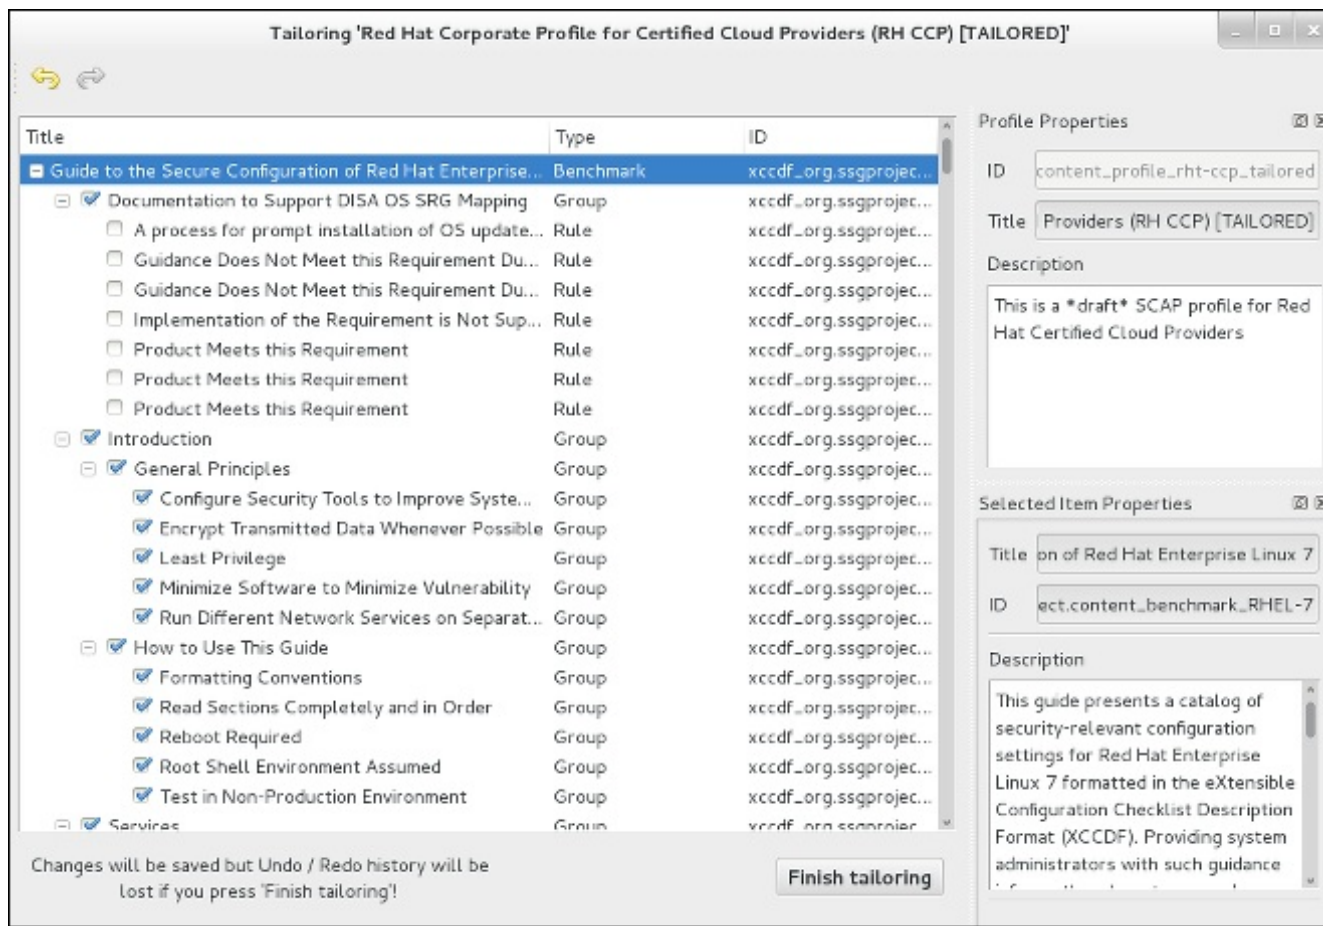 Tailoring 'Red Hat Corporate Profile for Certified Cloud Providers (RH CCP) [TAILORED]'
Title Type ID
Guide to the Secure Configuration of Red Hat Enterprise... Benchmark xccdf_org.ssgprojec...
Documentation to Support DISA OS SRG Mapping Group xccdf_org.ssgprojec...
A process for prompt installation of OS update... Rule xccdf_org.ssgprojec...
Guidance Does Not Meet this Requirement Du... Rule xccdf_org.ssgprojec...
Guidance Does Not Meet this Requirement Du... Rule xccdf_org.ssgprojec...
Implementation of the Requirement is Not Sup... Rule xccdf_org.ssgprojec...
Product Meets this Requirement Rule xccdf_org.ssgprojec...
Product Meets this Requirement Rule xccdf_org.ssgprojec...
Product Meets this Requirement Rule xccdf_org.ssgprojec...
Introduction Group xccdf_org.ssgprojec...
General Principles Group xccdf_org.ssgprojec...
Configure Security Tools to Improve Syste... Group xccdf_org.ssgprojec...
Encrypt Transmitted Data Whenever Possible Group xccdf_org.ssgprojec...
Least Privilege Group xccdf_org.ssgprojec...
Minimize Software to Minimize Vulnerability Group xccdf_org.ssgprojec...
Run Different Network Services on Separat... Group xccdf_org.ssgprojec...
How to Use This Guide Group xccdf_org.ssgprojec...
Formatting Conventions Group xccdf_org.ssgprojec...
Read Sections Completely and in Order Group xccdf_org.ssgprojec...
Reboot Required Group xccdf_org.ssgprojec...
Root Shell Environment Assumed Group xccdf_org.ssgprojec...
Test in Non-Production Environment Group xccdf_org.ssgprojec...
Services Group xccdf_org.ssgprojec...
Changes will be saved but Undo / Redo history will be
lost if you press 'Finish tailoring'!
Finish tailoring
Profile Properties
ID content_profile_rht-ccp_tailored
Title Providers (RH CCP) [TAILORED]
Description
This is a *draft* SCAP profile for Red
Hat Certified Cloud Providers
Selected Item Properties
Title on of Red Hat Enterprise Linux 7
ID ect.content_benchmark_RHEL-7
Description
This guide presents a catalog of
security-relevant configuration
settings for Red Hat Enterprise
Linux 7 formatted in the eXtensible
Configuration Checklist Description
Format (XCCDF). Providing system
administrators with such guidance